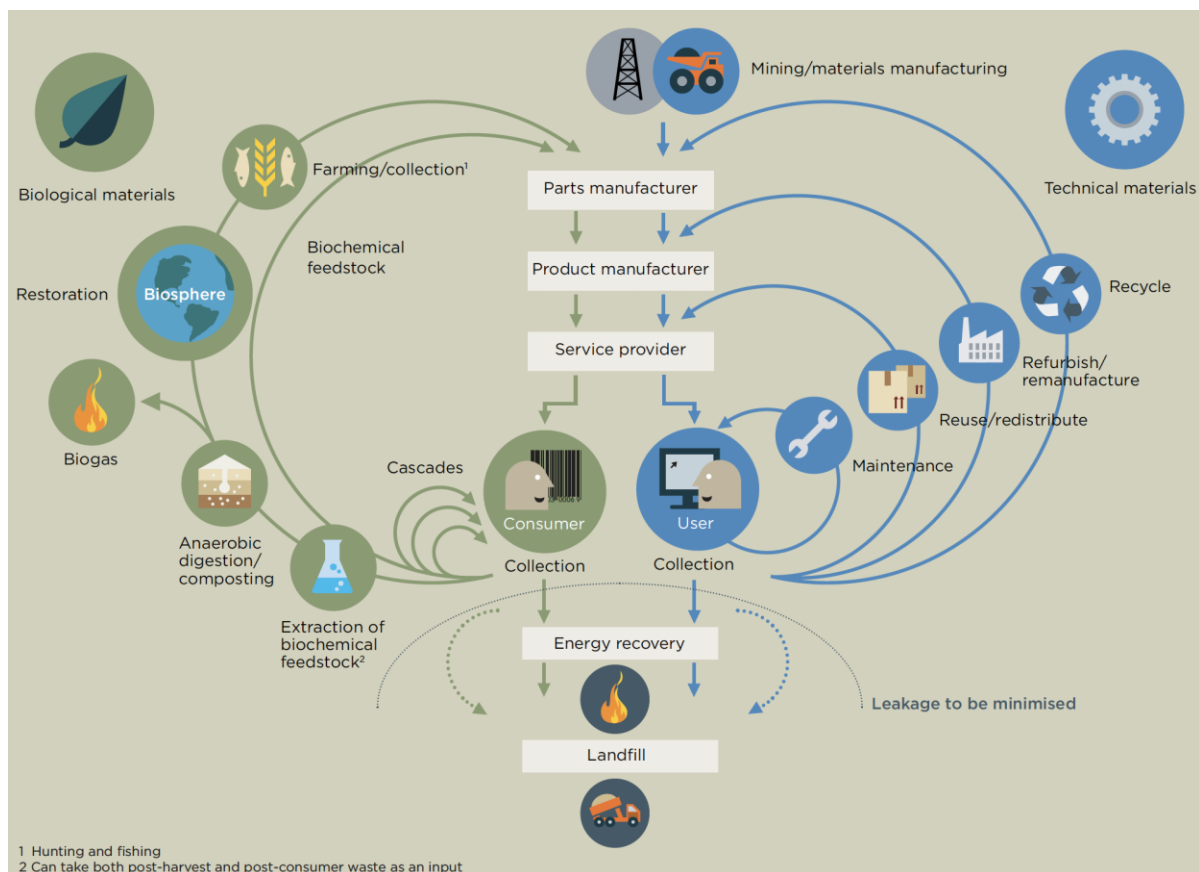 Mining/materials manufacturing
Biological materials
Farming/collection¹
Parts manufacturer
Technical materials
Biochemical
feedstock
Product manufacturer
Restoration
Biosphere
Recycle
Service provider
Refurbish/
remanufacture
Reuse/redistribute
Biogas
Cascades
Maintenance
Consumer
User
Anaerobic
digestion/
composting
Collection
Collection
Extraction of
biochemical
feedstock²
Energy recovery
Leakage to be minimised
Landfill
1 Hunting and fishing
2 Can take both post-harvest and post-consumer waste as an input